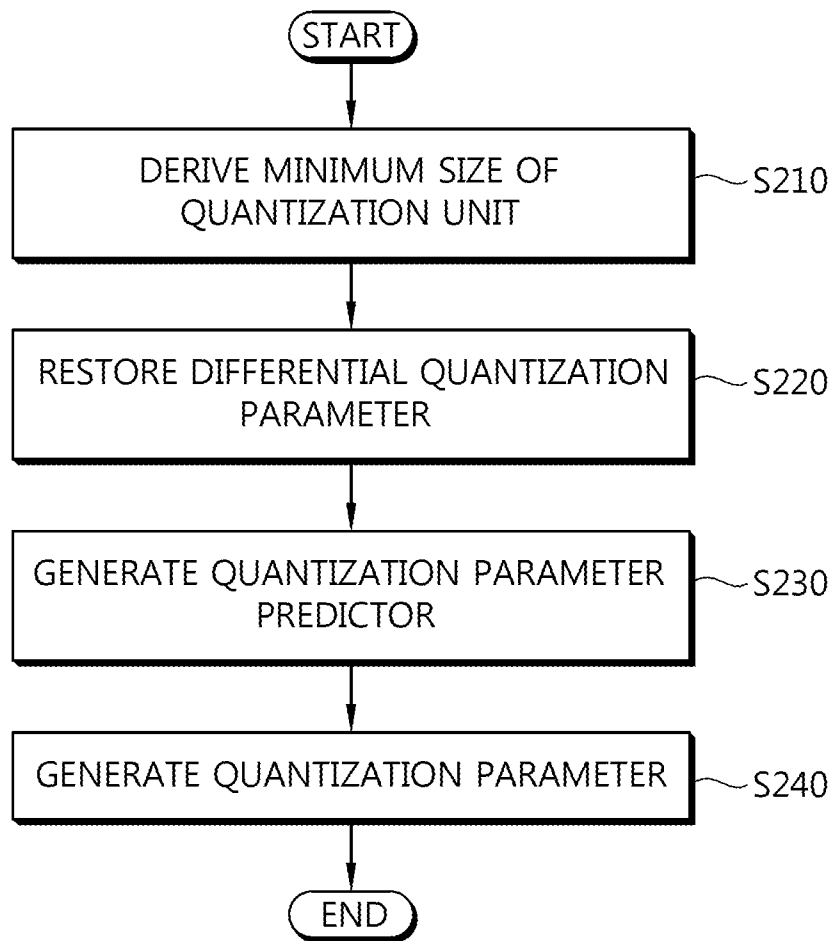 START
DERIVE MINIMUM SIZE OF
QUANTIZATION UNIT
S210
RESTORE DIFFERENTIAL QUANTIZATION
PARAMETER
S220
GENERATE QUANTIZATION PARAMETER
PREDICTOR
S230
GENERATE QUANTIZATION PARAMETER
S240
END